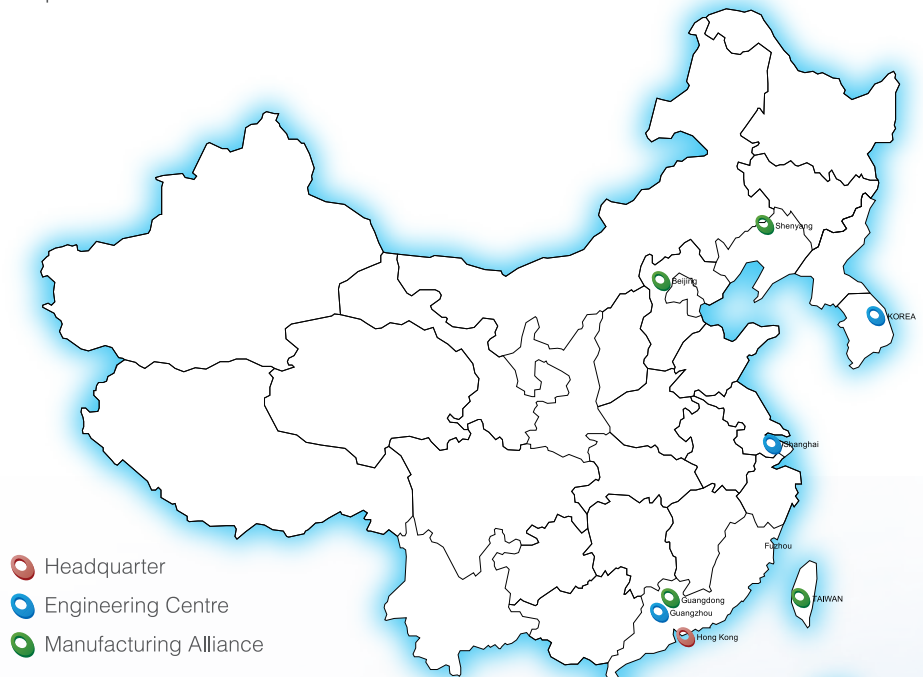 Shenyang
Beijing
KOREA
Shanghai
Fuzhou
Headquarter
Engineering Centre
Manufacturing Alliance
Guangdong
TAIWAN
Guangzhou
Hong Kong